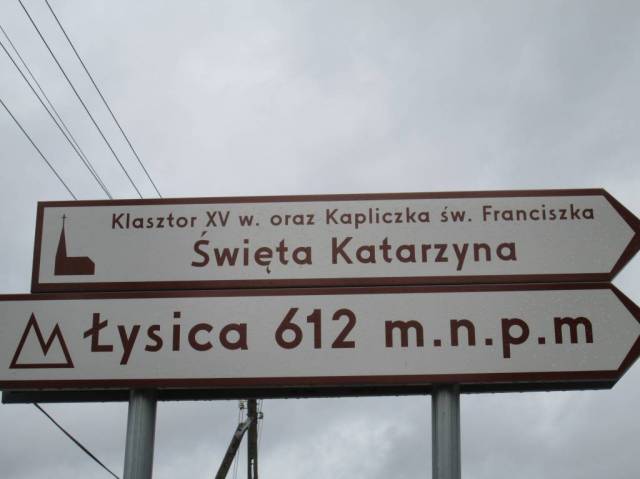 Klasztor XV w. oraz Kapliczka św. Franciszka
Święta Katarzyna
Łysica 612 m.n.p.m